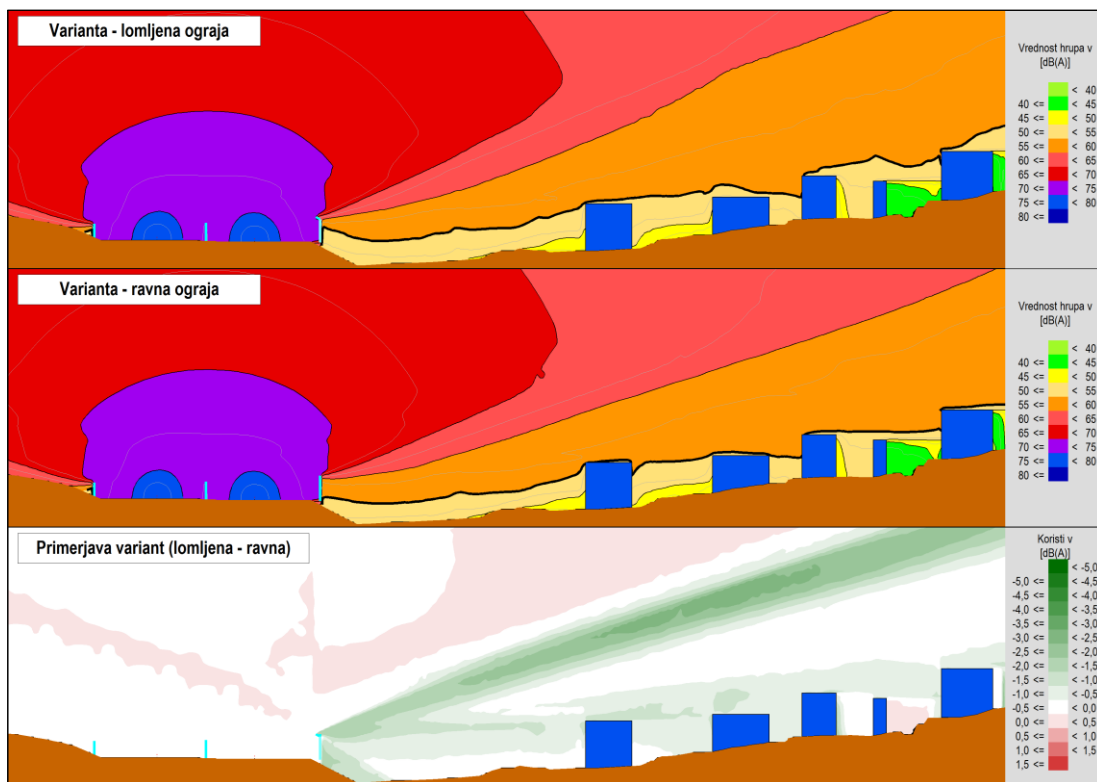 Varianta - lomljena ograja
Vrednost hrupa v
[dB(A)]
< 40
40 <= < 45
45 <= < 50
50 <= < 55
55 <= < 60
60 <= < 65
65 <= < 70
70 <= < 75
75 <= < 80
80 <=
Varianta - ravna ograja
Vrednost hrupa v
[dB(A)]
< 40
40 <= < 45
45 <= < 50
50 <= < 55
55 <= < 60
60 <= < 65
65 <= < 70
70 <= < 75
75 <= < 80
80 <=
Primerjava variant (lomljena - ravna)
Koristi v
[dB(A)]
< -5,0
-5,0 <= < -4,5
-4,5 <= < -4,0
-4,0 <= < -3,5
-3,5 <= < -3,0
-3,0 <= < -2,5
-2,5 <= < -2,0
-2,0 <= < -1,5
-1,5 <= < -1,0
-1,0 <= < -0,5
-0,5 <= < 0,0
0,0 <= < 0,5
0,5 <= < 1,0
1,0 <= < 1,5
1,5 <=